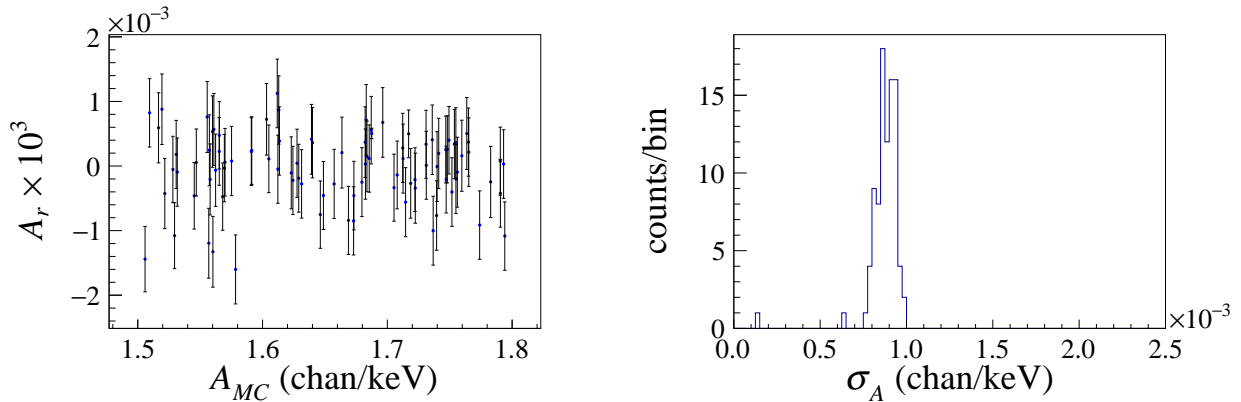 ×10⁻³
2
1
0
−1
−2
A_r × 10³
1.5 1.6 1.7 1.8
A_MC (chan/keV)
counts/bin
15
10
5
0
0.0 0.5 1.0 1.5 2.0 2.5
×10⁻³
σ_A (chan/keV)